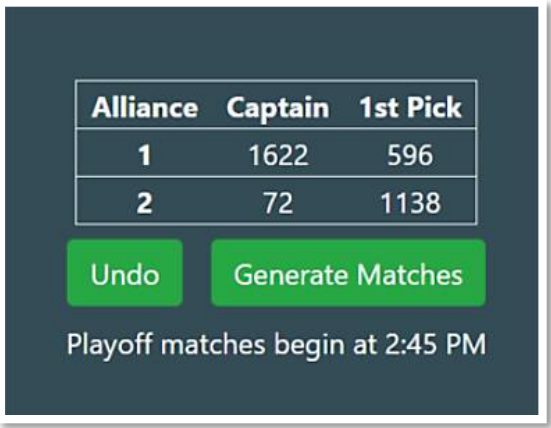 Alliance Captain 1st Pick
1 1622 596
2 72 1138
Undo Generate Matches
Playoff matches begin at 2:45 PM